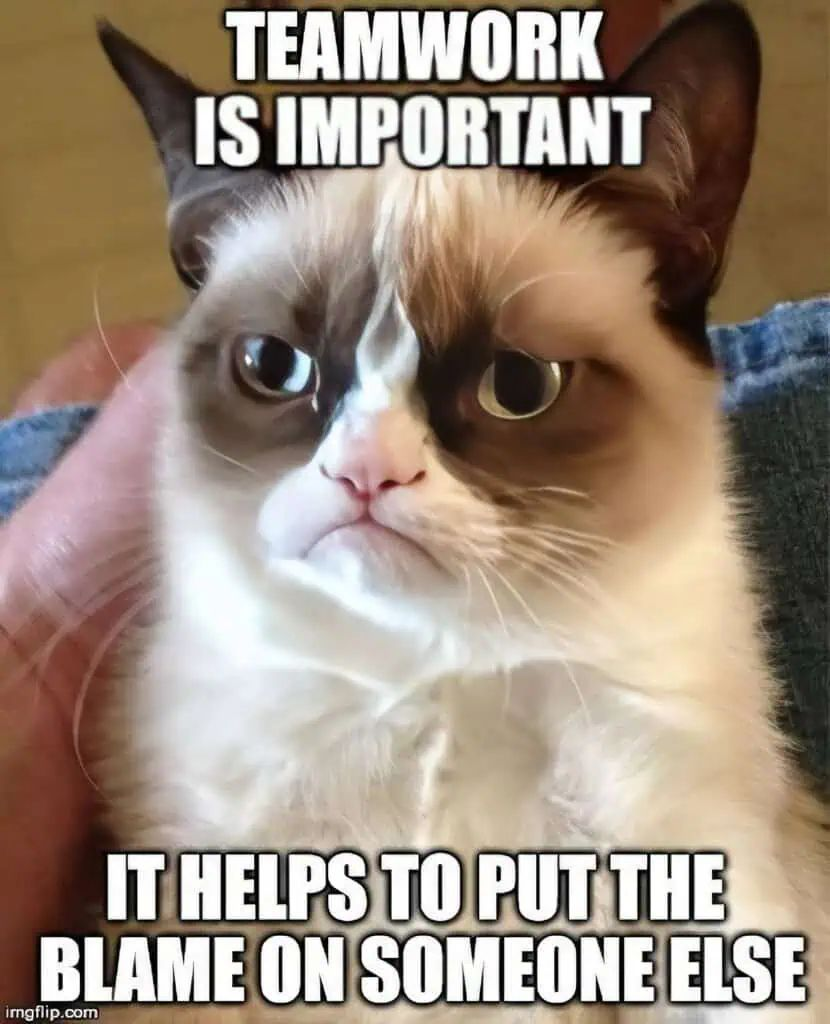 TEAMWORK
IS IMPORTANT
IT HELPS TO PUT THE
BLAME ON SOMEONE ELSE
imgflip.com